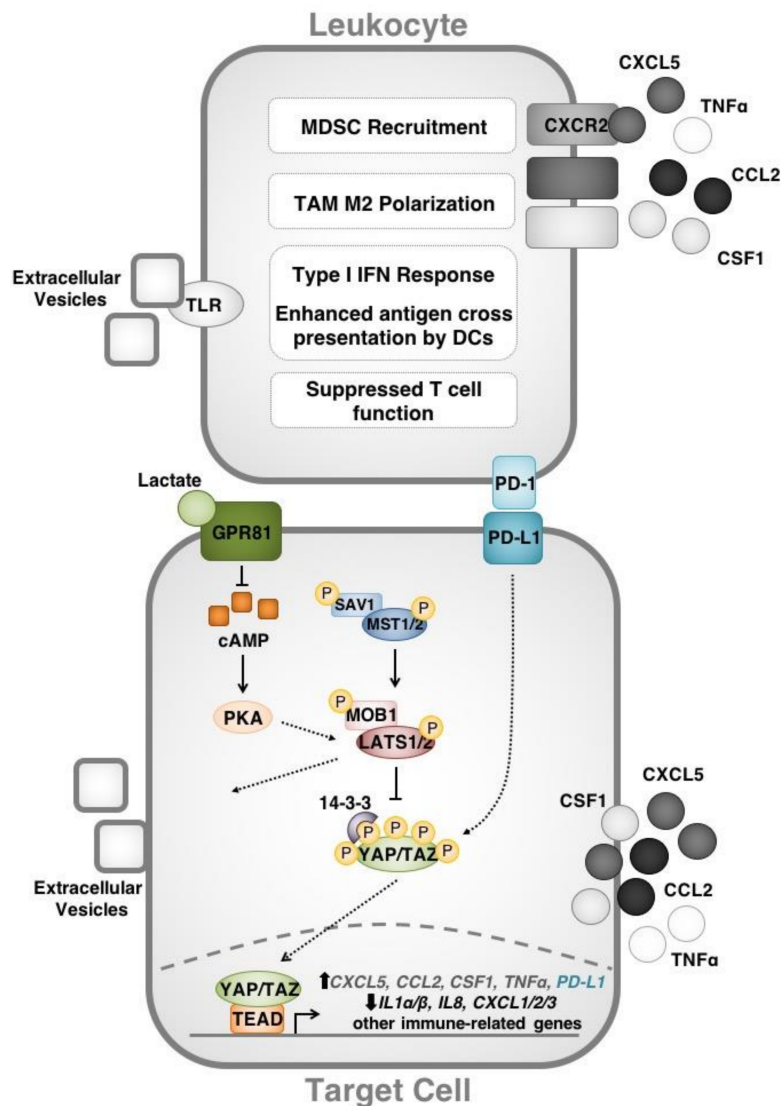 Leukocyte
CXCL5
TNFα
MDSC Recruitment
CXCR2
CCL2
TAM M2 Polarization
CSF1
Extracellular
Vesicles
TLR
Type I IFN Response
Enhanced antigen cross
presentation by DCs
Suppressed T cell
function
Lactate
PD-1
GPR81
PD-L1
cAMP
P
SAV1
P
MST1/2
PKA
P
MOB1
P
LATS1/2
14-3-3
P
P
P
P
P
YAP/TAZ
CSF1
CXCL5
CCL2
TNFα
Extracellular
Vesicles
YAP/TAZ
TEAD
CXCL5, CCL2, CSF1, TNFα, PD-L1
IL1α/β, IL8, CXCL1/2/3
other immune-related genes
Target Cell